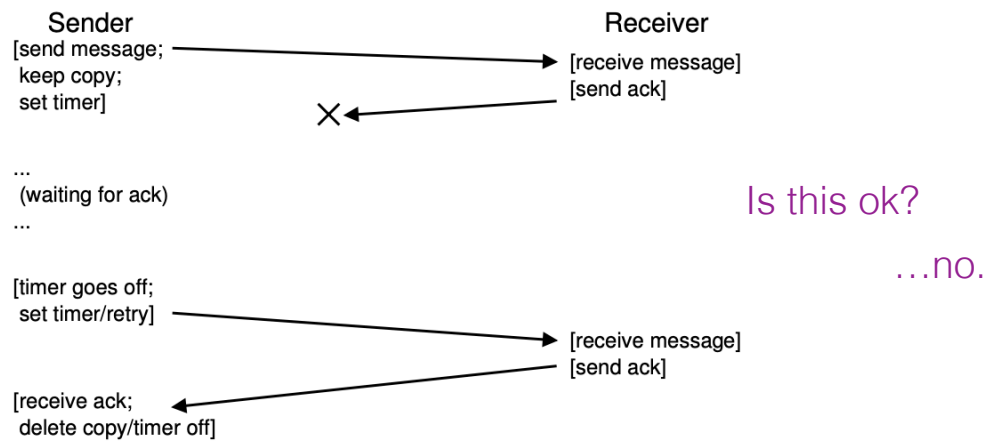 Sender
Receiver
[send message;
keep copy;
set timer]
[receive message]
[send ack]
...
(waiting for ack)
...
Is this ok?
...no.
[timer goes off;
set timer/retry]
[receive message]
[send ack]
[receive ack;
delete copy/timer off]